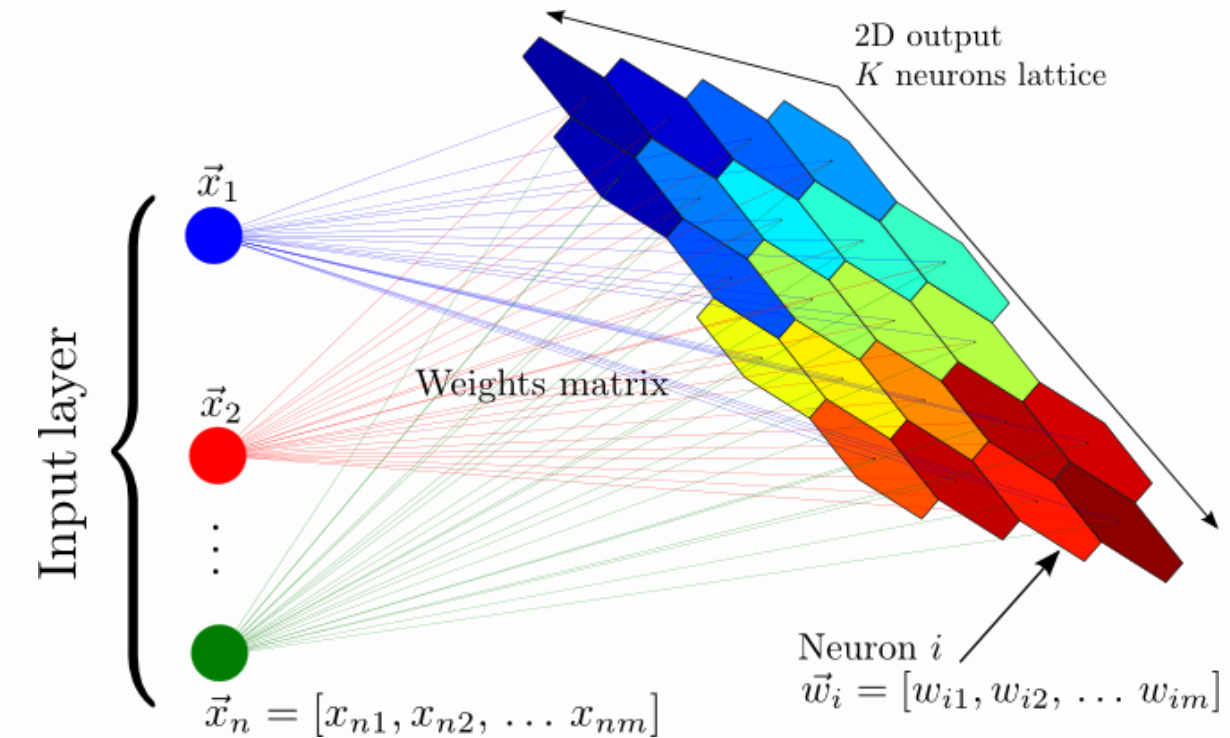 2D output
K neurons lattice
x⃗₁
Input layer
x⃗₂
Weights matrix
⋮
Neuron i
w⃗ᵢ = [wᵢ₁, wᵢ₂, … wᵢₘ]
x⃗ₙ = [xₙ₁, xₙ₂, … xₙₘ]